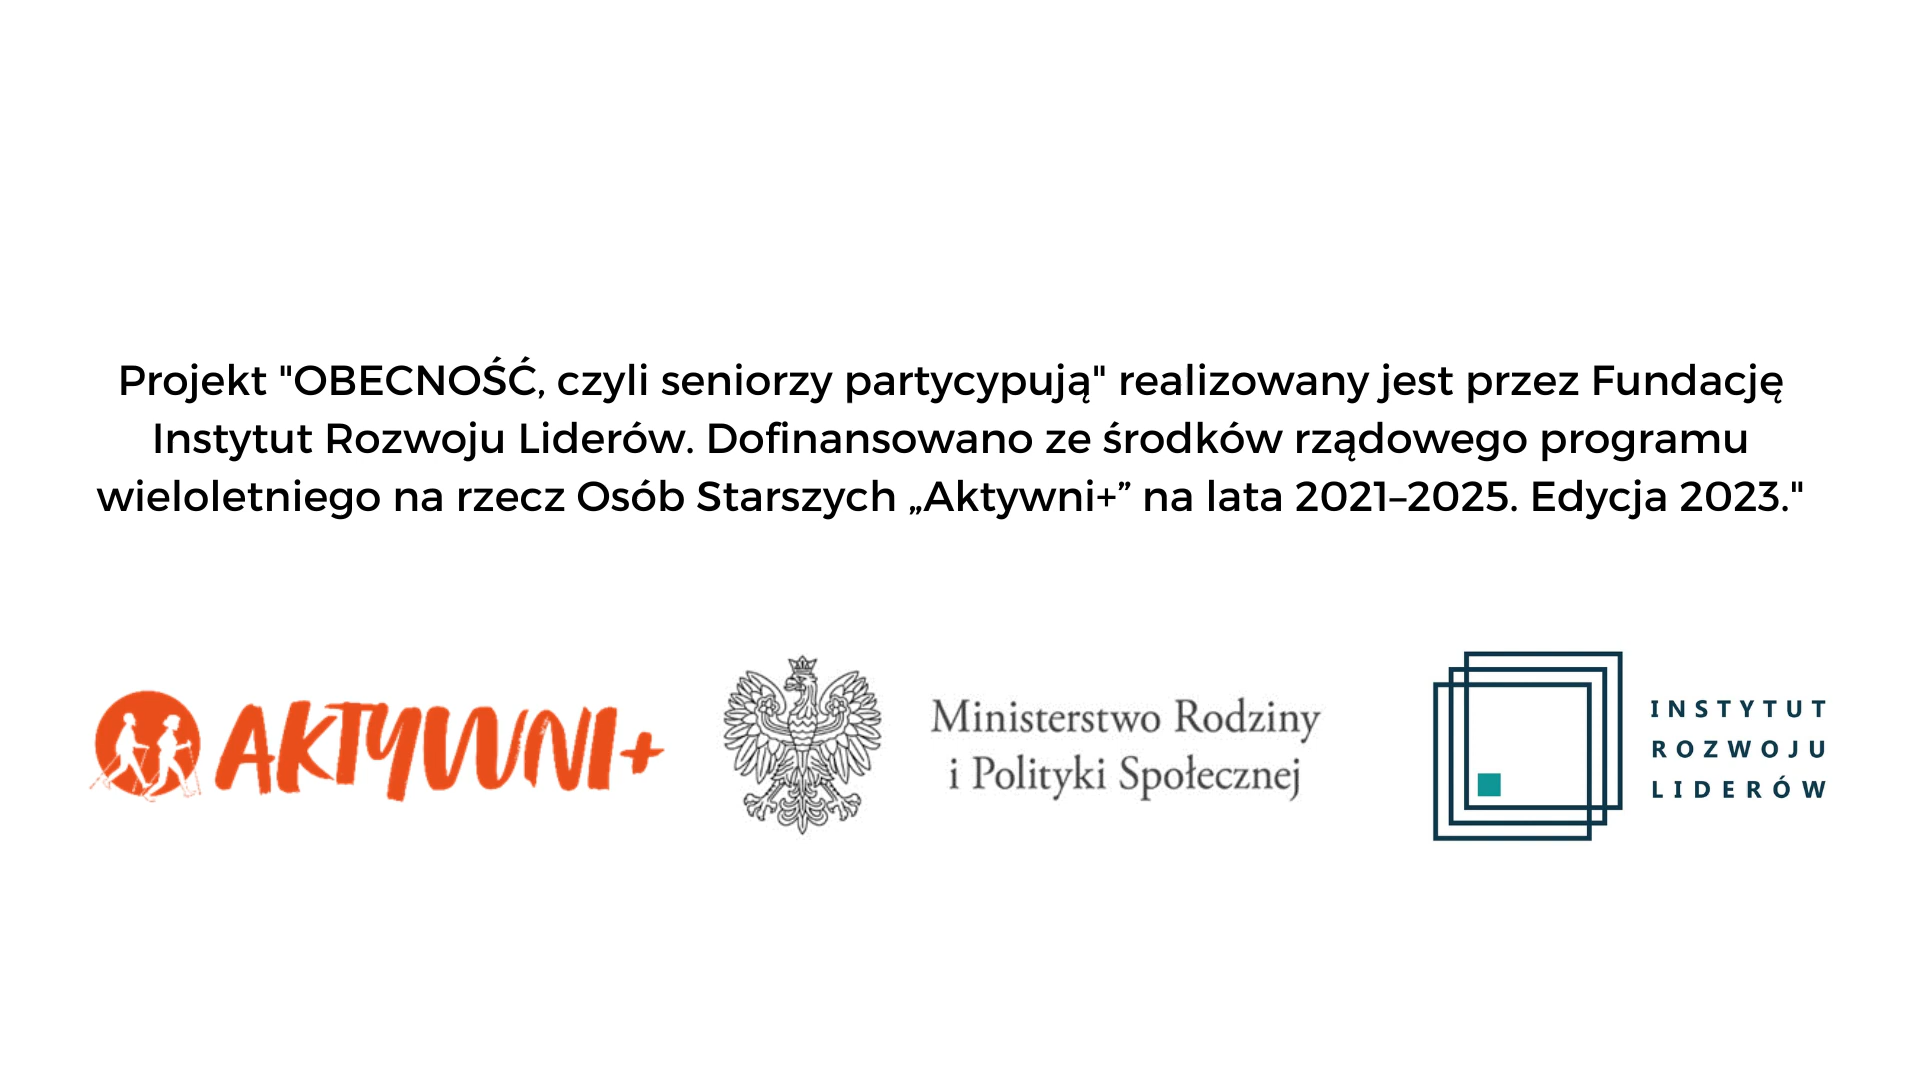 Projekt "OBECNOŚĆ, czyli seniorzy partycypują" realizowany jest przez Fundację
Instytut Rozwoju Liderów. Dofinansowano ze środków rządowego programu
wieloletniego na rzecz Osób Starszych „Aktywni+” na lata 2021–2025. Edycja 2023."
AKTYWNI+
Ministerstwo Rodziny
i Polityki Społecznej
INSTYTUT
ROZWOJU
LIDERÓW